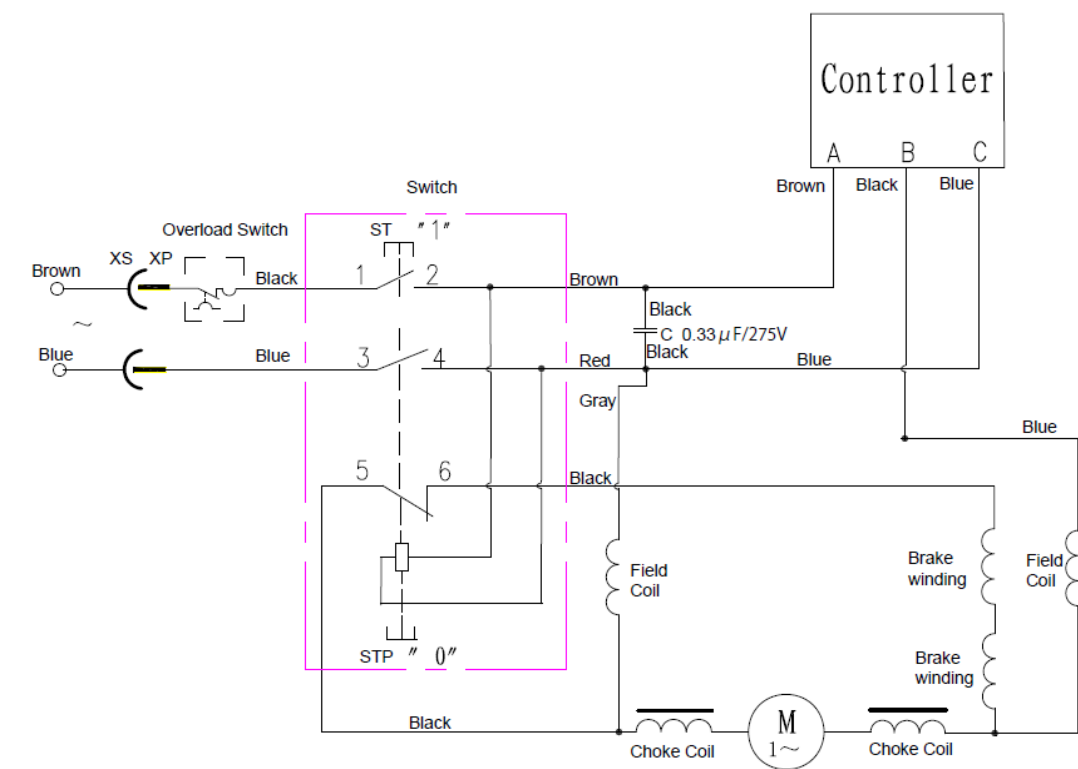 Controller
A B C
Brown Black Blue
Switch
ST "1"
Overload Switch
XS XP
Brown
Black
1 2
Brown
Black
C 0.33μF/275V
Black
~
Blue
Blue
3 4
Red
Blue
Gray
Blue
5 6
Black
Field
Coil
Brake
winding
Field
Coil
Brake
winding
STP " 0"
Black
Choke Coil
M
1~
Choke Coil